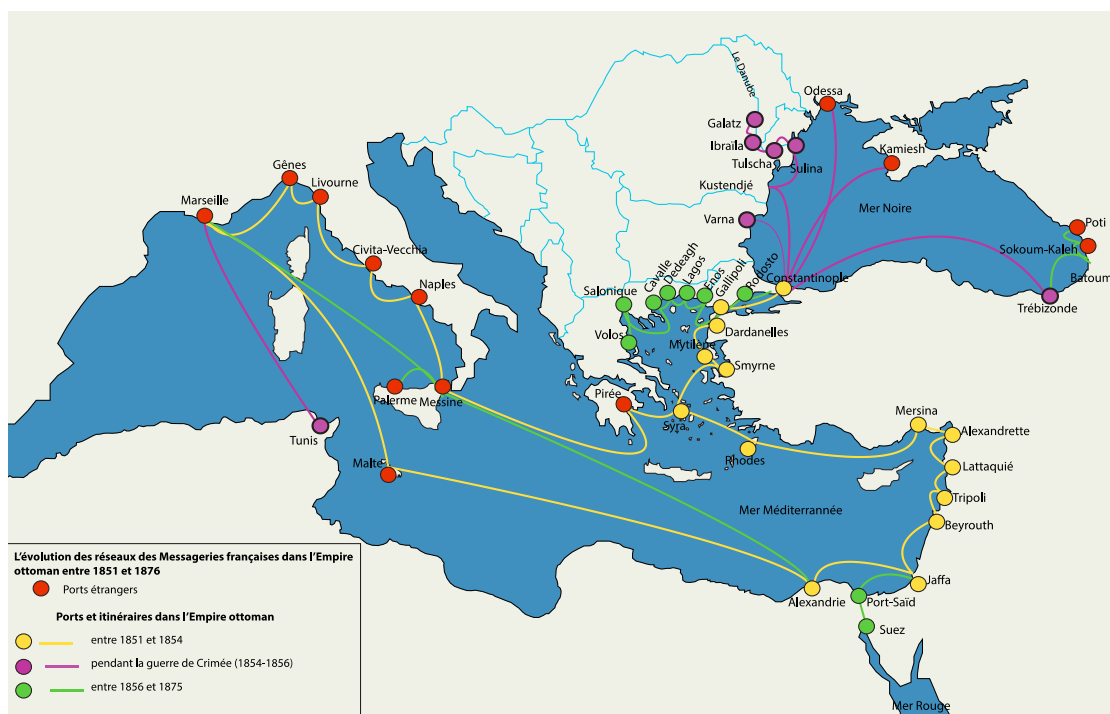 Le Danube
Odessa
Galatz
Ibraïla
Tulscha
Sulina
Kamiesh
Kustendjé
Mer Noire
Varna
Poti
Sokoum-Kaleh
Batoum
Trébizonde
Constantinople
Gênes
Livourne
Marseille
Civita-Vecchia
Naples
Salonique
Cavalle
Dedeagh
Lagos
Enos
Gallipoli
Rodosto
Volos
Dardanelles
Mytilène
Smyrne
Pirée
Syra
Palerme
Messine
Tunis
Malte
Rhodes
Mersina
Alexandrette
Lattaquié
Tripoli
Beyrouth
Mer Méditerrannée
Jaffa
Alexandrie
Port-Saïd
Suez
Mer Rouge
L'évolution des réseaux des Messageries françaises dans l'Empire
ottoman entre 1851 et 1876
Ports étrangers
Ports et itinéraires dans l'Empire ottoman
entre 1851 et 1854
pendant la guerre de Crimée (1854-1856)
entre 1856 et 1875